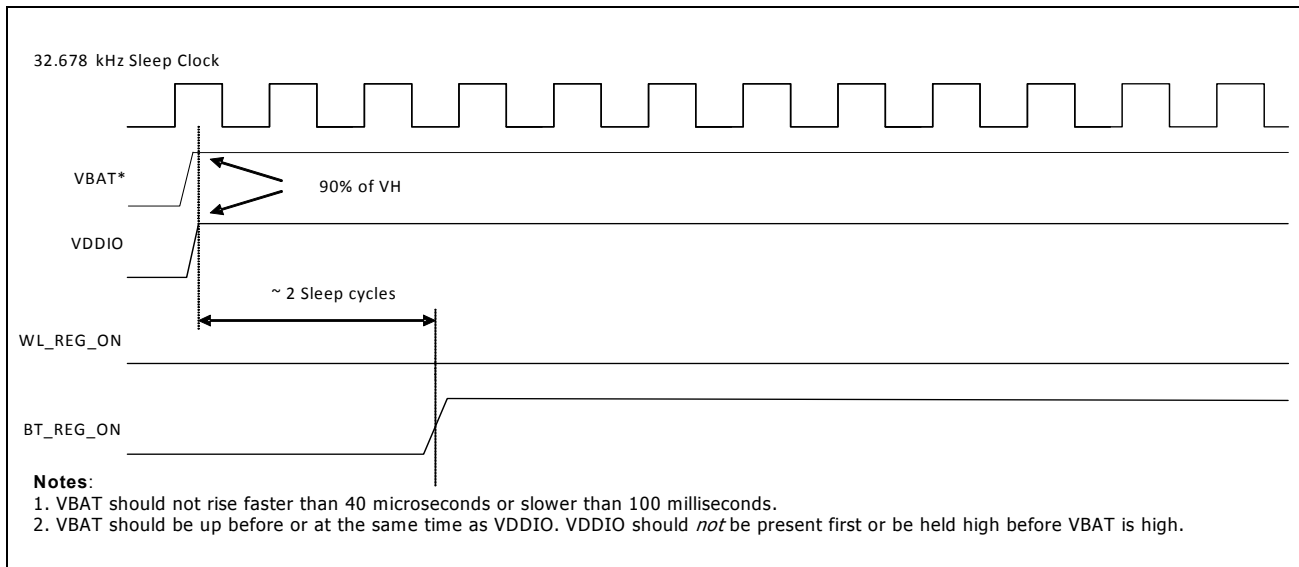 32.678 kHz Sleep Clock
VBAT*
90% of VH
VDDIO
~ 2 Sleep cycles
WL_REG_ON
BT_REG_ON
Notes:
1. VBAT should not rise faster than 40 microseconds or slower than 100 milliseconds.
2. VBAT should be up before or at the same time as VDDIO. VDDIO should not be present first or be held high before VBAT is high.